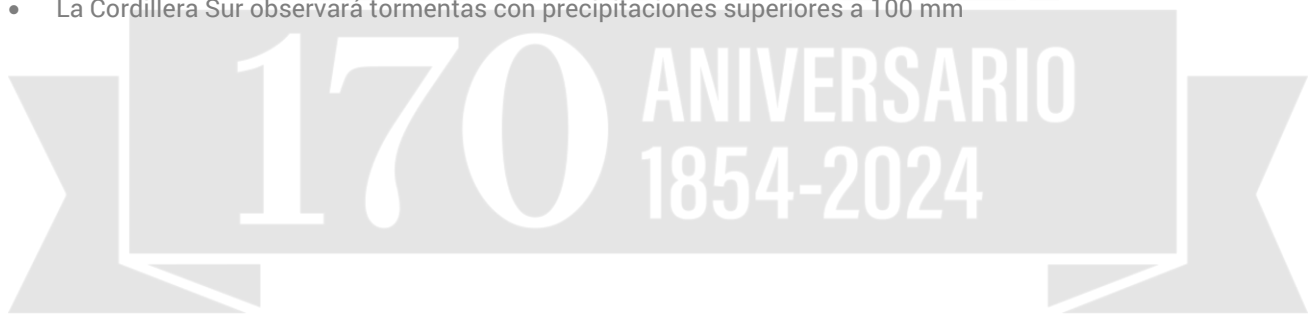 • La Cordillera Sur observará tormentas con precipitaciones superiores a 100 mm
170 ANIVERSARIO
1854-2024